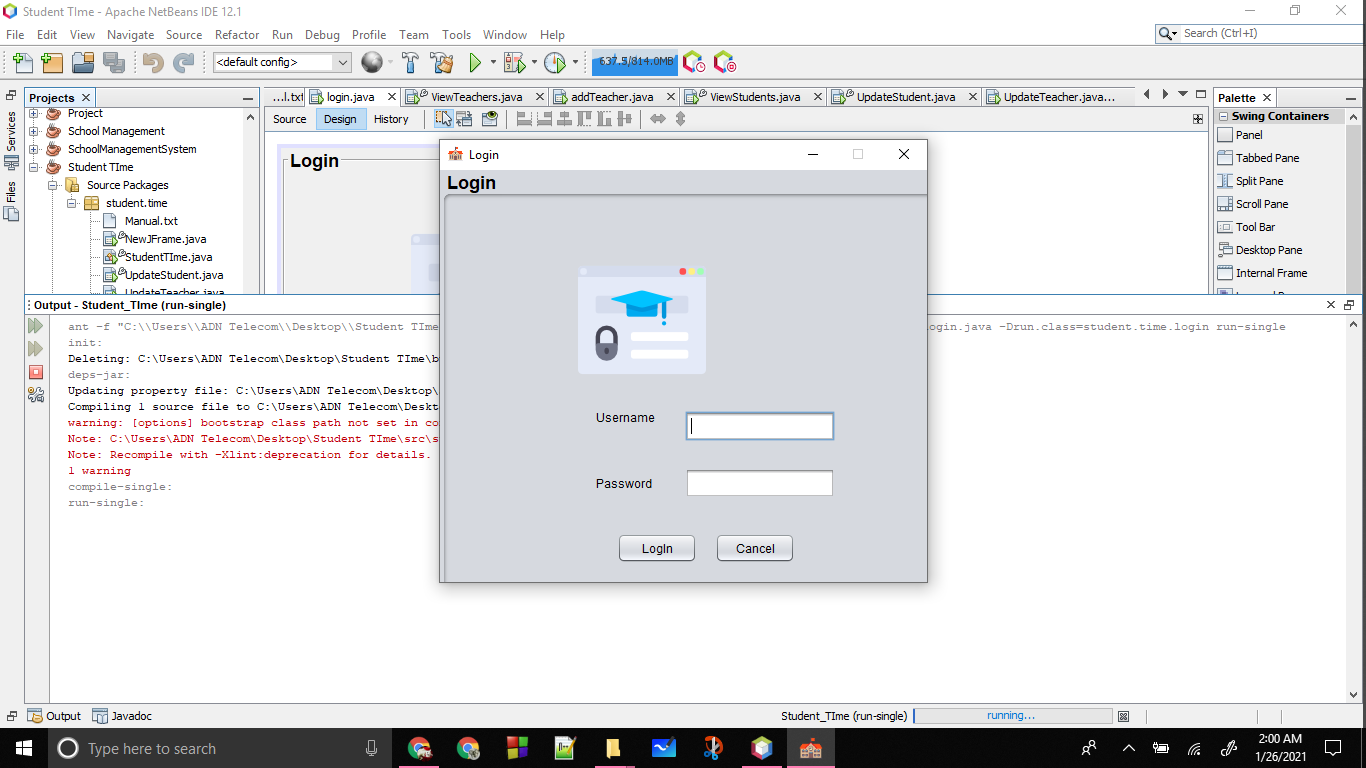 Student TIme - Apache NetBeans IDE 12.1
File Edit View Navigate Source Refactor Run Debug Profile Team Tools Window Help
Search (Ctrl+I)
<default config>
637.5/814.0MB
Projects
...l.txt login.java ViewTeachers.java addTeacher.java ViewStudents.java UpdateStudent.java UpdateTeacher.java...
Palette
Services
Files
Project
School Management
SchoolManagementSystem
Student TIme
Source Packages
student.time
Manual.txt
NewJFrame.java
StudentTIme.java
UpdateStudent.java
UpdateTeacher.java
Source Design History
Login
Swing Containers
Panel
Tabbed Pane
Split Pane
Scroll Pane
Tool Bar
Desktop Pane
Internal Frame
Login
Login
Username
Password
LogIn Cancel
Output - Student_TIme (run-single)
ant -f "C:\\Users\\ADN Telecom\\Desktop\\Student TIme login.java -Drun.class=student.time.login run-single
init:
Deleting: C:\Users\ADN Telecom\Desktop\Student TIme\b
deps-jar:
Updating property file: C:\Users\ADN Telecom\Desktop\
Compiling 1 source file to C:\Users\ADN Telecom\Deskt
warning: [options] bootstrap class path not set in co
Note: C:\Users\ADN Telecom\Desktop\Student TIme\src\s
Note: Recompile with -Xlint:deprecation for details.
1 warning
compile-single:
run-single:
Output Javadoc
Student_TIme (run-single) running...
Type here to search
2:00 AM
1/26/2021